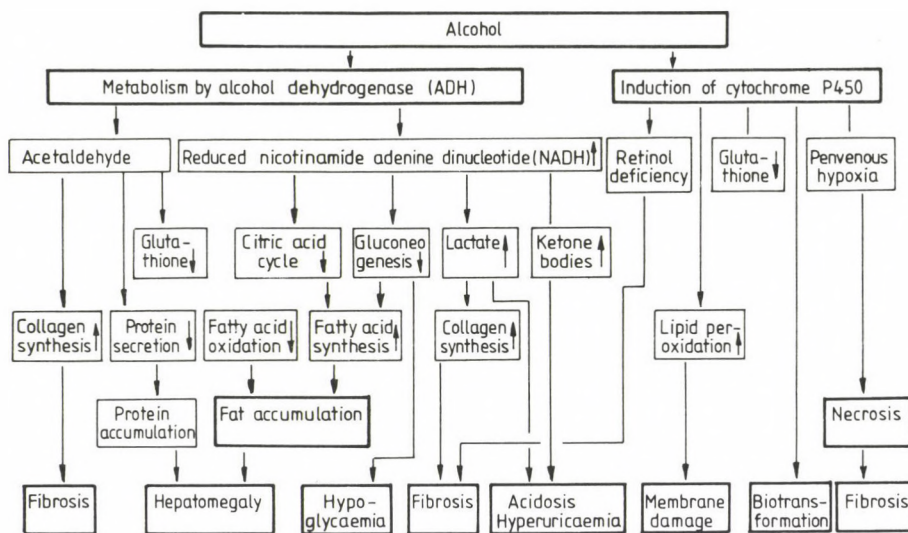 Alcohol
Metabolism by alcohol dehydrogenase (ADH)
Induction of cytochrome P450
Acetaldehyde
Reduced nicotinamide adenine dinucleotide (NADH)↑
Retinol
deficiency
Gluta-
thione↓
Penvenous
hypoxia
Gluta-
thione↓
Citric acid
cycle ↓
Gluconeo
genesis↓
Lactate↑
Ketone
bodies↑
Collagen
synthesis↑
Protein
secretion↓
Fatty acid
oxidation↓
Fatty acid
synthesis↑
Collagen
synthesis↑
Lipid per-
oxidation↑
Protein
accumulation
Fat accumulation
Necrosis
Fibrosis
Hepatomegaly
Hypo-
glycaemia
Fibrosis
Acidosis
Hyperuricaemia
Membrane
damage
Biotrans-
formation
Fibrosis